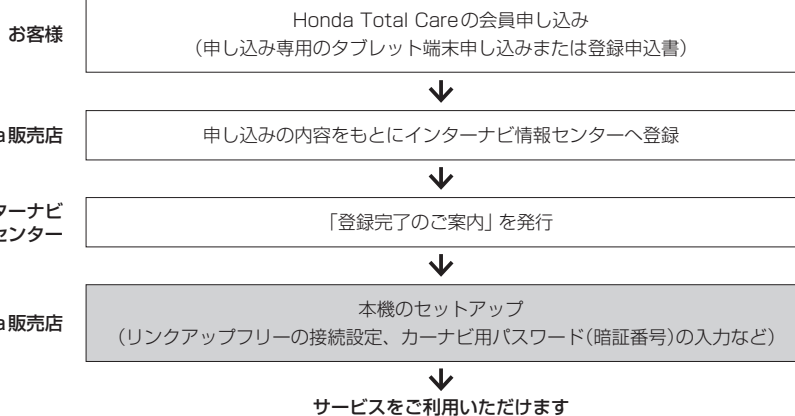 お客様
Honda Total Careの会員申し込み
（申し込み専用のタブレット端末申し込みまたは登録申込書）
a販売店
申し込みの内容をもとにインターナビ情報センターへ登録
ターナビ
センター
「登録完了のご案内」を発行
a販売店
本機のセットアップ
（リンクアップフリーの接続設定、カーナビ用パスワード（暗証番号）の入力など）
サービスをご利用いただけます